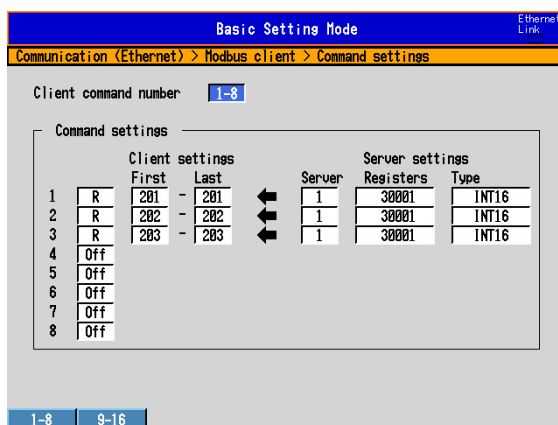 Basic Setting Mode
Ethernet
Link
Communication (Ethernet) > Modbus client > Command settings
Client command number 1-8
Command settings
Client settings Server settings
First Last Server Registers Type
1 R 201 - 201 1 30001 INT16
2 R 202 - 202 1 30001 INT16
3 R 203 - 203 1 30001 INT16
4 Off
5 Off
6 Off
7 Off
8 Off
1-8 9-16